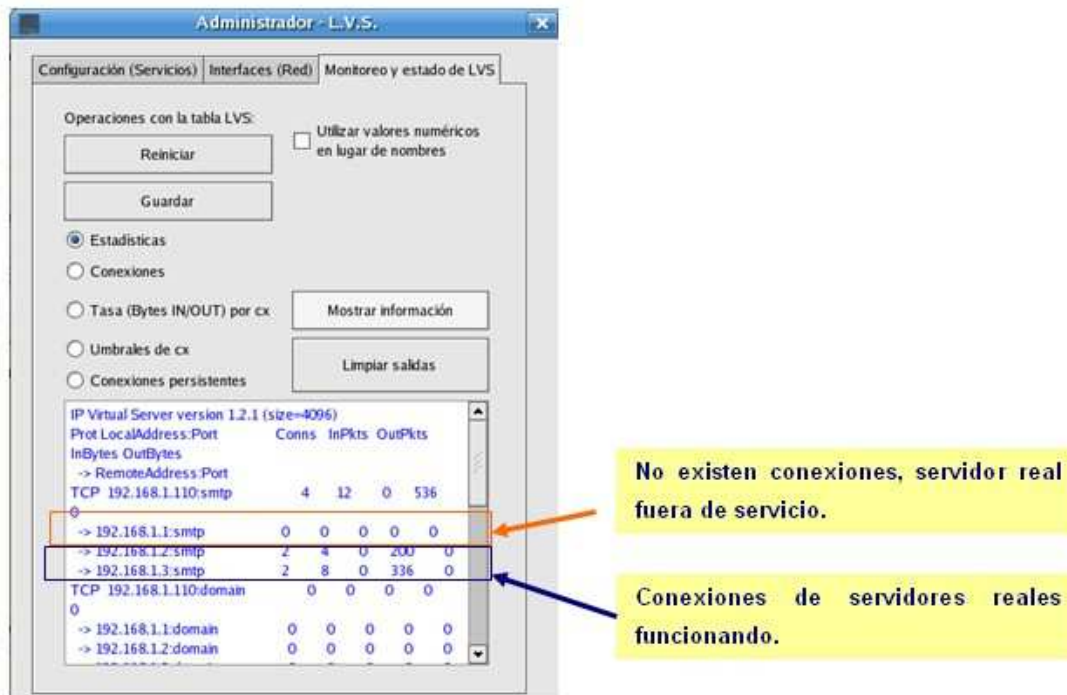 Administrador - L.V.S.
Configuración (Servicios) Interfaces (Red) Monitoreo y estado de LVS
Operaciones con la tabla LVS:
Reiniciar
Utilizar valores numéricos
en lugar de nombres
Guardar
Estadísticas
Conexiones
Tasa (Bytes IN/OUT) por cx
Mostrar información
Umbrales de cx
Limpiar salidas
Conexiones persistentes
IP Virtual Server version 1.2.1 (size=4096)
Prot LocalAddress:Port Conns InPkts OutPkts
InBytes OutBytes
-> RemoteAddress:Port
TCP 192.168.1.110:smtp 4 12 0 536
0
-> 192.168.1.1:smtp 0 0 0 0 0
-> 192.168.1.2:smtp 2 4 0 200 0
-> 192.168.1.3:smtp 2 8 0 336 0
TCP 192.168.1.110:domain 0 0 0 0
0
-> 192.168.1.1:domain 0 0 0 0 0
-> 192.168.1.2:domain 0 0 0 0 0
No existen conexiones, servidor real
fuera de servicio.
Conexiones de servidores reales
funcionando.